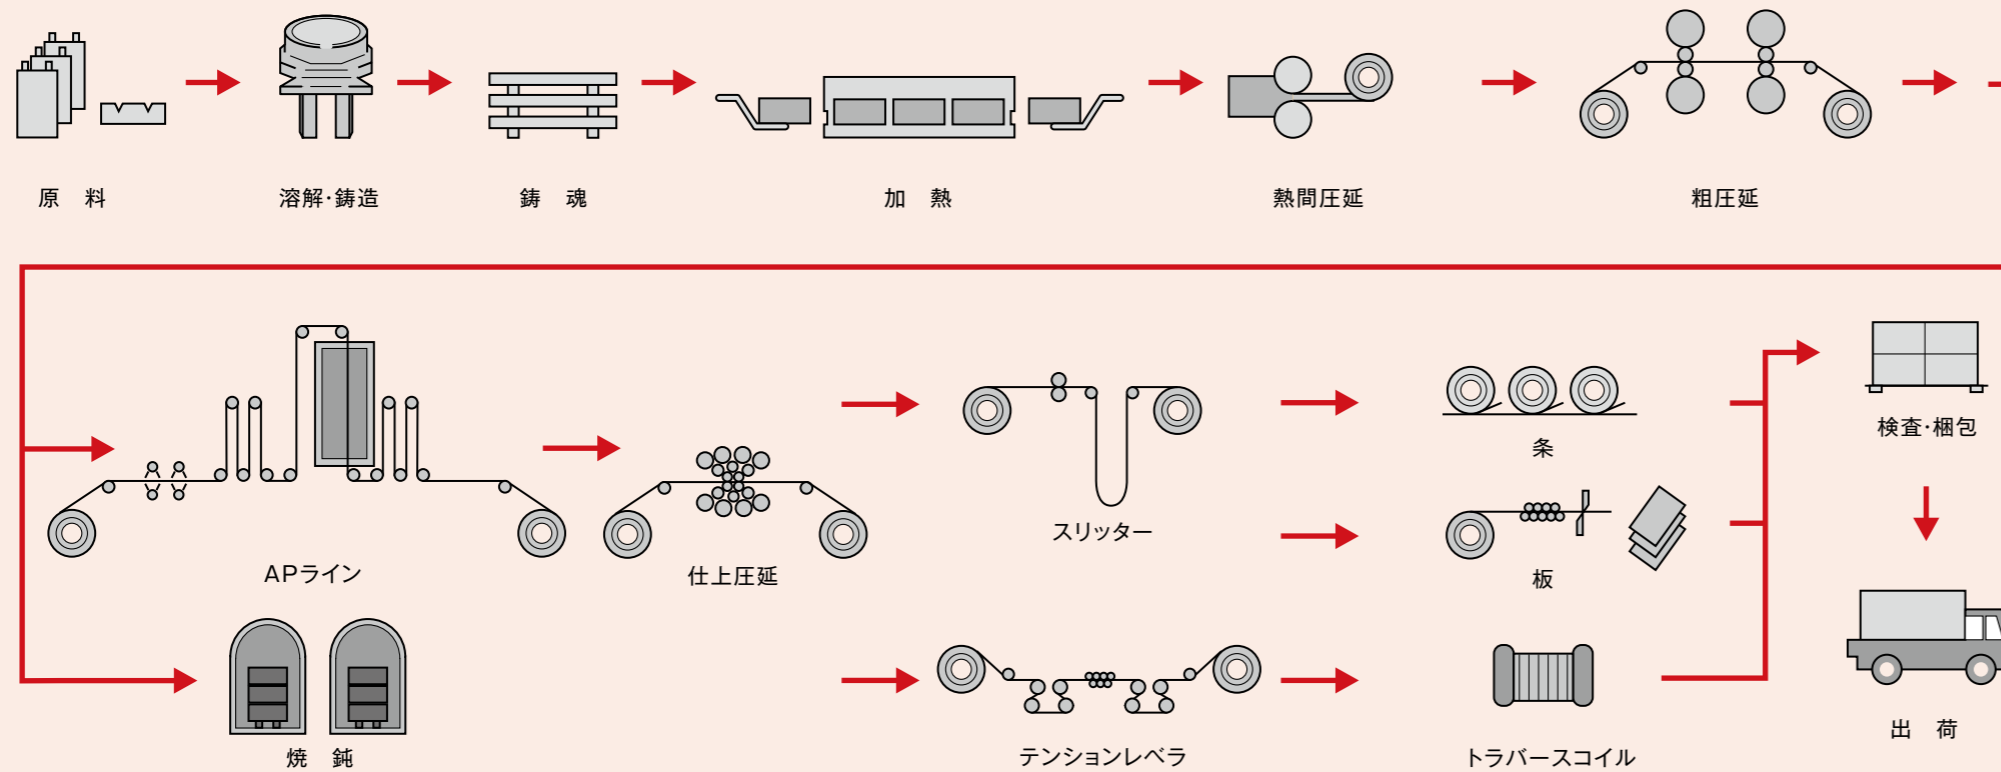 原　料
溶解・鋳造
鋳　魂
加　熱
熱間圧延
粗圧延
APライン
焼　鈍
仕上圧延
スリッター
テンションレベラ
条
板
トラバースコイル
検査・梱包
出　荷